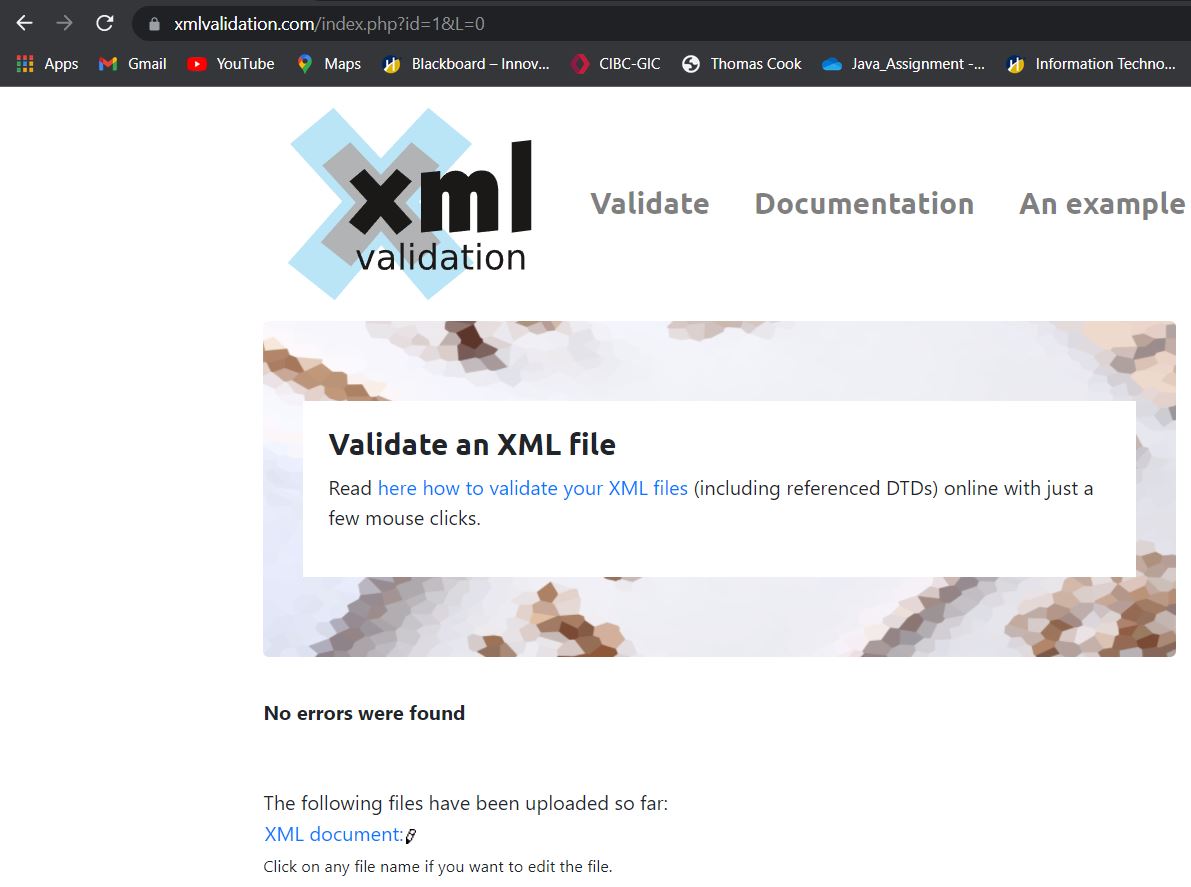 xmlvalidation.com/index.php?id=1&L=0
Apps Gmail YouTube Maps Blackboard – Innov... CIBC-GIC Thomas Cook Java_Assignment -... Information Techno...
xml
validation
Validate Documentation An example
Validate an XML file
Read here how to validate your XML files (including referenced DTDs) online with just a
few mouse clicks.
No errors were found
The following files have been uploaded so far:
XML document:
Click on any file name if you want to edit the file.